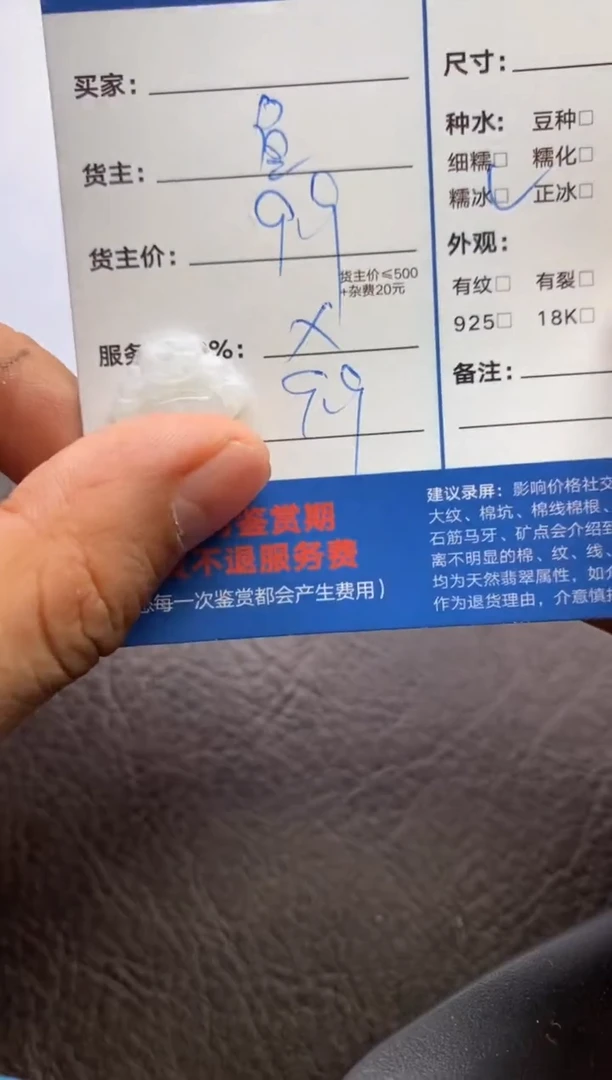 买家:
货主: B B
货主价: 99
货主价≤500
+杂费20元
服务 %: X
99
鉴赏期
不退服务费
每一次鉴赏都会产生费用)
尺寸:
种水: 豆种□
细糯□ 糯化□
糯冰□ 正冰□
外观:
有纹□ 有裂□
925□ 18K□
备注:
建议录屏: 影响价格社交
大纹、棉坑、棉线棉根、
石筋马牙、矿点会介绍到
离不明显的棉、纹、线、
均为天然翡翠属性, 如介
作为退货理由, 介意慎拍